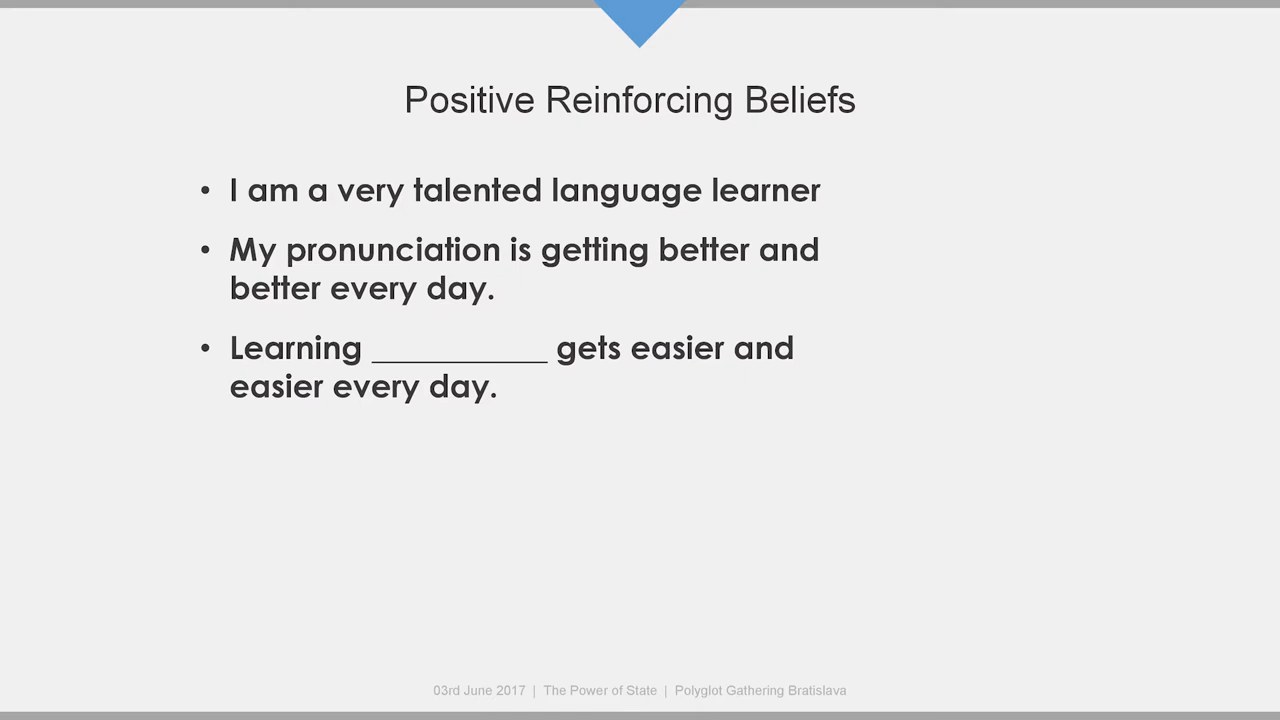 Positive Reinforcing Beliefs
• I am a very talented language learner
• My pronunciation is getting better and
better every day.
• Learning ___________ gets easier and
easier every day.
03rd June 2017 | The Power of State | Polyglot Gathering Bratislava